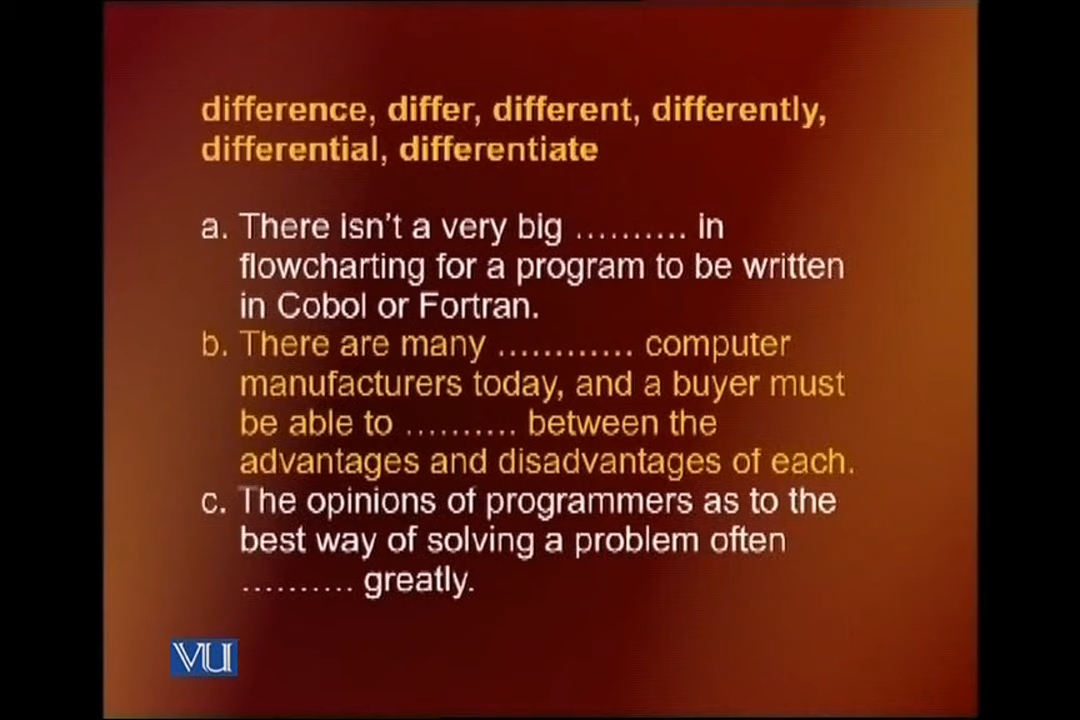 difference, differ, different, differently,
differential, differentiate
a. There isn't a very big .......... in
flowcharting for a program to be written
in Cobol or Fortran.
b. There are many ............ computer
manufacturers today, and a buyer must
be able to .......... between the
advantages and disadvantages of each.
c. The opinions of programmers as to the
best way of solving a problem often
.......... greatly.
VU